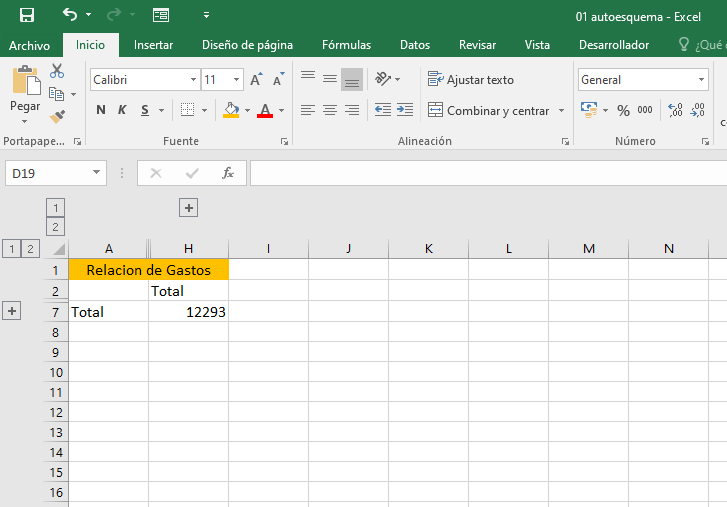 01 autoesquema - Excel
Archivo Inicio Insertar Diseño de página Fórmulas Datos Revisar Vista Desarrollador ¿Qué
Pegar
Calibri 11
N K S A A A
Ajustar texto
Combinar y centrar
General
% 000
Portapape... Fuente Alineación Número
D19 fx
1
2
1 2
A H I J K L M N
1 Relacion de Gastos
2 Total
7 Total 12293
8
9
10
11
12
13
14
15
16